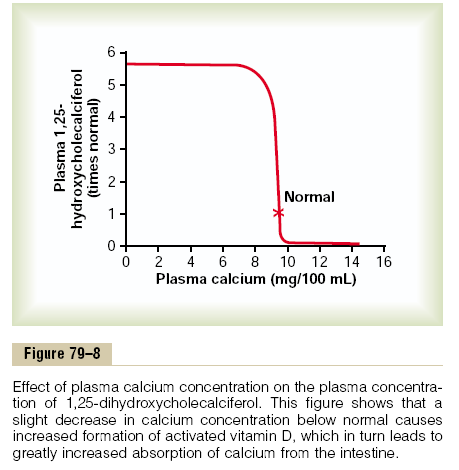 6
5
4
3
2
1
0
Plasma 1,25-
hydroxycholecalciferol
(times normal)
Normal
0 2 4 6 8 10 12 14 16
Plasma calcium (mg/100 mL)
Figure 79–8
Effect of plasma calcium concentration on the plasma concentra-
tion of 1,25-dihydroxycholecalciferol. This figure shows that a
slight decrease in calcium concentration below normal causes
increased formation of activated vitamin D, which in turn leads to
greatly increased absorption of calcium from the intestine.